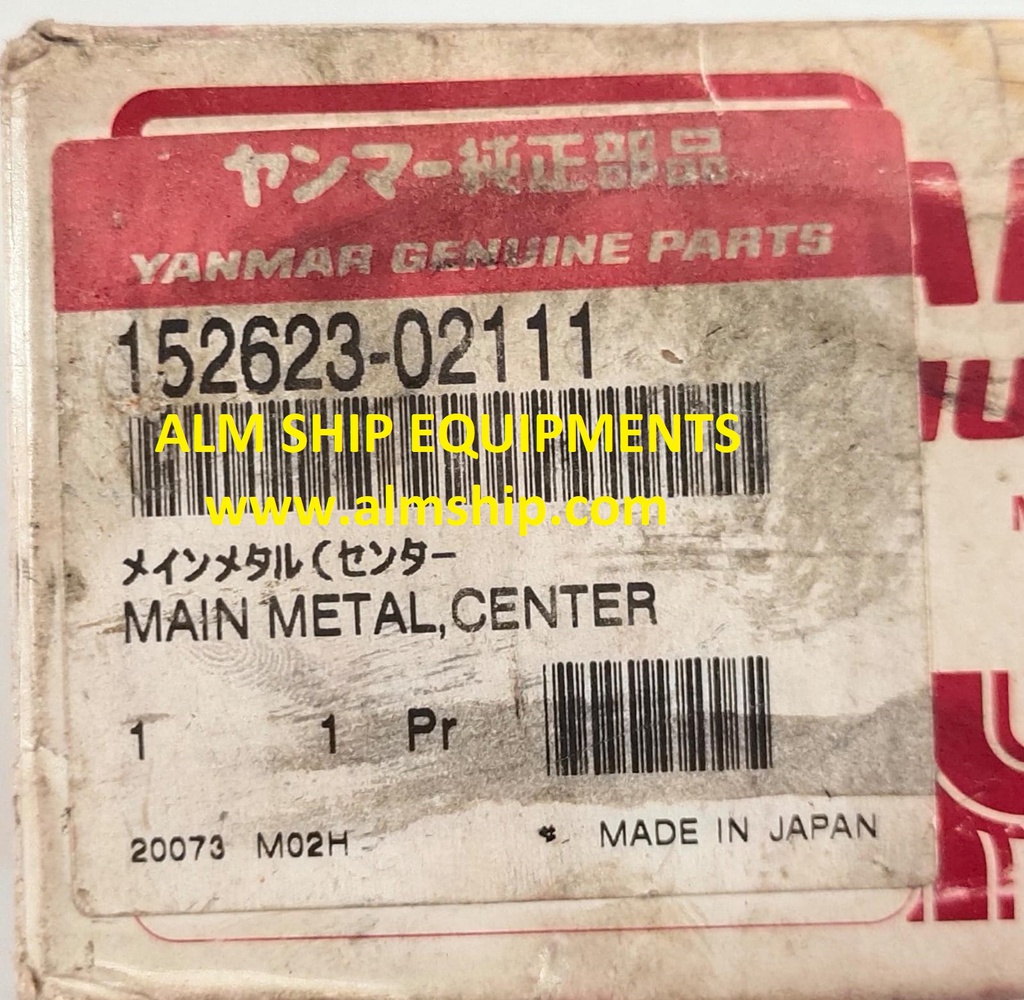 ヤンマー純正部品
YANMAR GENUINE PARTS
152623-02111
ALM SHIP EQUIPMENTS
www.almship.com
メインメタル(センター
MAIN METAL,CENTER
1 1 Pr
20073 M02H MADE IN JAPAN